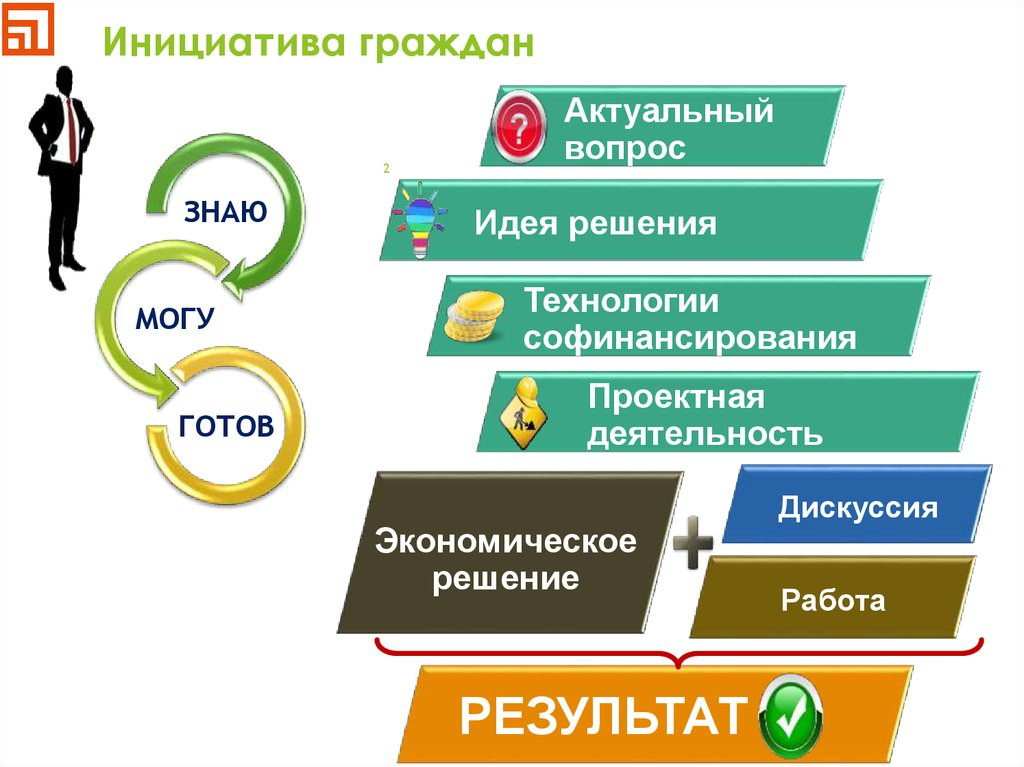 Инициатива граждан
2
ЗНАЮ
МОГУ
ГОТОВ
?
Актуальный
вопрос
Идея решения
Технологии
софинансирования
Проектная
деятельность
Экономическое
решение
+
Дискуссия
Работа
РЕЗУЛЬТАТ